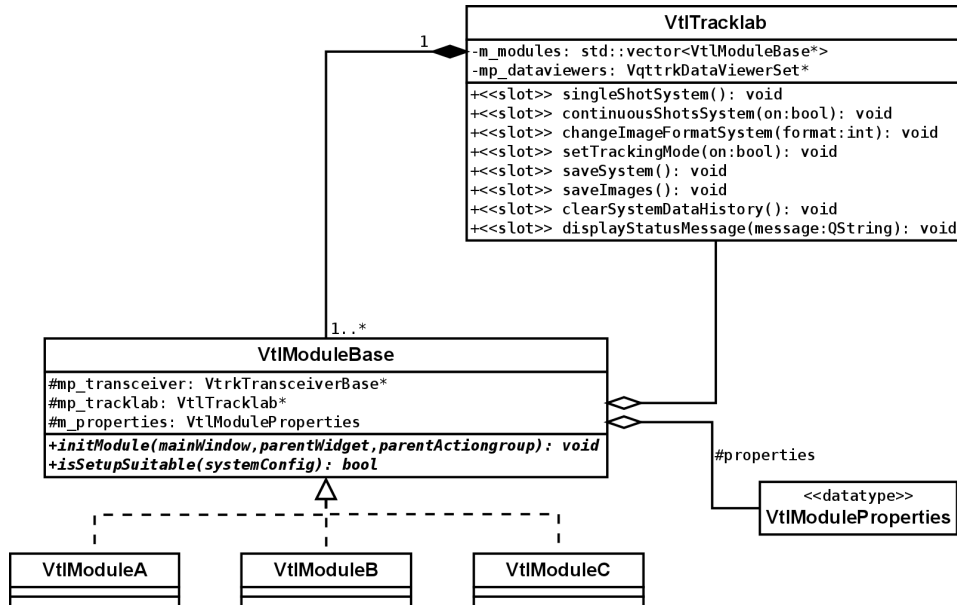 VtlTracklab
1
-m_modules: std::vector<VtlModuleBase*>
-mp_dataviewers: VqttrkDataViewerSet*
+<<slot>> singleShotSystem(): void
+<<slot>> continuousShotsSystem(on:bool): void
+<<slot>> changeImageFormatSystem(format:int): void
+<<slot>> setTrackingMode(on:bool): void
+<<slot>> saveSystem(): void
+<<slot>> saveImages(): void
+<<slot>> clearSystemDataHistory(): void
+<<slot>> displayStatusMessage(message:QString): void
1..*
VtlModuleBase
#mp_transceiver: VtrkTransceiverBase*
#mp_tracklab: VtlTracklab*
#m_properties: VtlModuleProperties
+initModule(mainWindow,parentWidget,parentActiongroup): void
+isSetupSuitable(systemConfig): bool
#properties
<<datatype>>
VtlModuleProperties
VtlModuleA
VtlModuleB
VtlModuleC